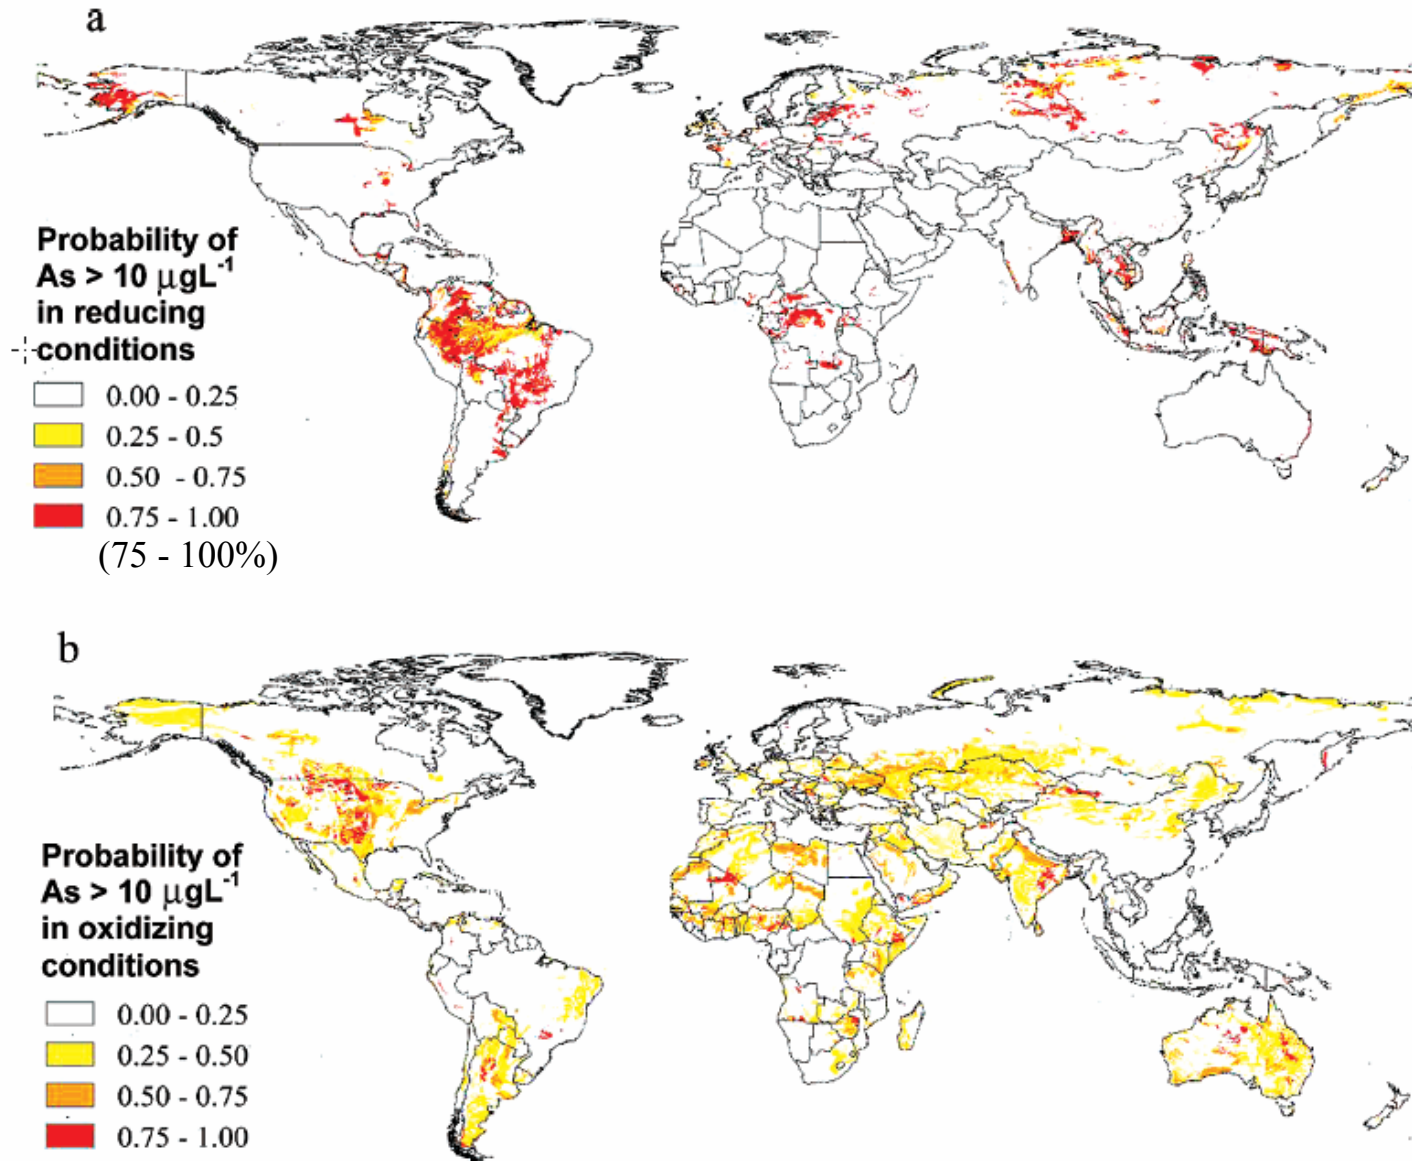 a
Probability of
As > 10 µgL⁻¹
in reducing
conditions
0.00 - 0.25
0.25 - 0.5
0.50 - 0.75
0.75 - 1.00
(75 - 100%)
b
Probability of
As > 10 µgL⁻¹
in oxidizing
conditions
0.00 - 0.25
0.25 - 0.50
0.50 - 0.75
0.75 - 1.00